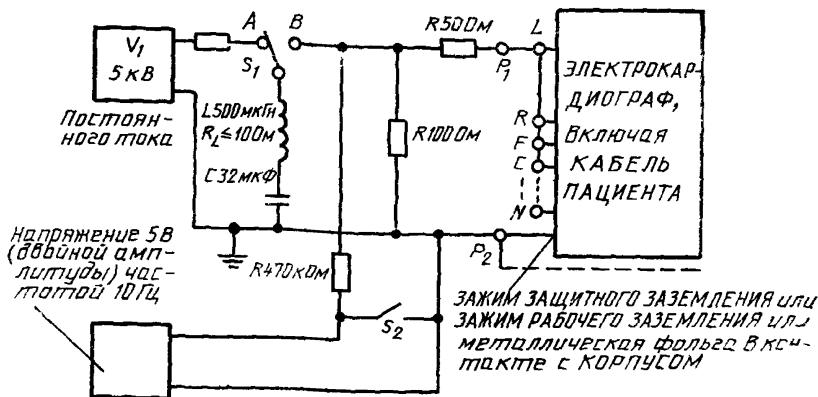 V1
5 кВ
Постоян-
ного тока
A
B
S1
L500мкГн
RL≤10Ом
C32мкФ
R50Ом
R100Ом
R470кОм
P1
P2
S2
L
R
F
C
N
ЭЛЕКТРОКАР-
ДИОГРАФ,
ВКЛЮЧАЯ
КАБЕЛЬ
ПАЦИЕНТА
Напряжение 5В
(двойной амп-
литуды) час-
тотой 10Гц
ЗАЖИМ ЗАЩИТНОГО ЗАЗЕМЛЕНИЯ или
ЗАЖИМ РАБОЧЕГО ЗАЗЕМЛЕНИЯ или
металлическая фольга в кон-
такте с КОРПУСОМ